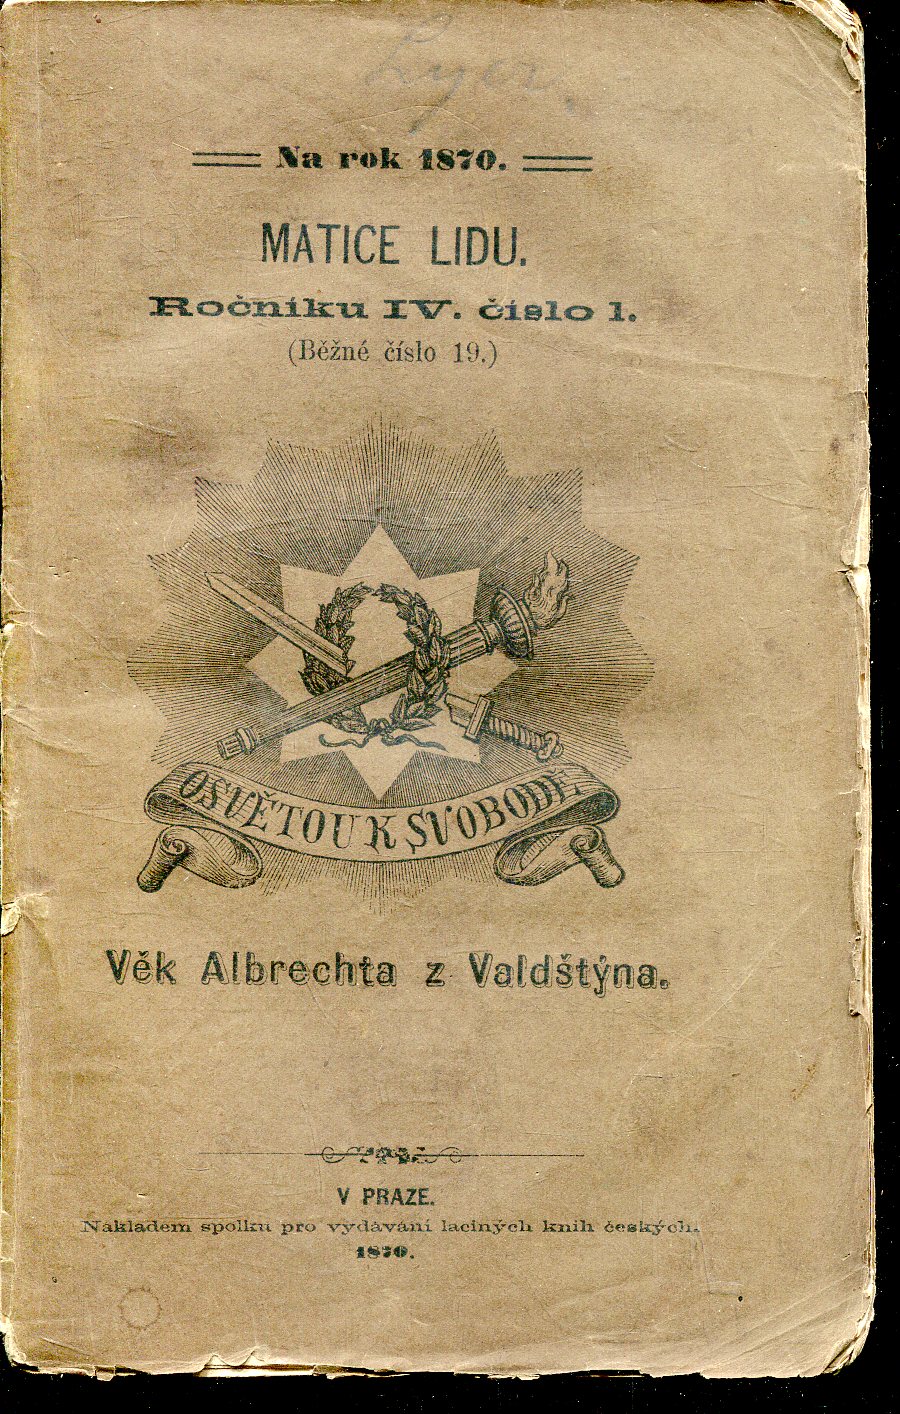 Na rok 1870.
MATICE LIDU.
Ročníku IV. číslo 1.
(Běžné číslo 19.)
OSVĚTOU K SVOBODĚ
Věk Albrechta z Valdštýna.
V PRAZE.
Nákladem spolku pro vydávání laciných knih českých.
1870.